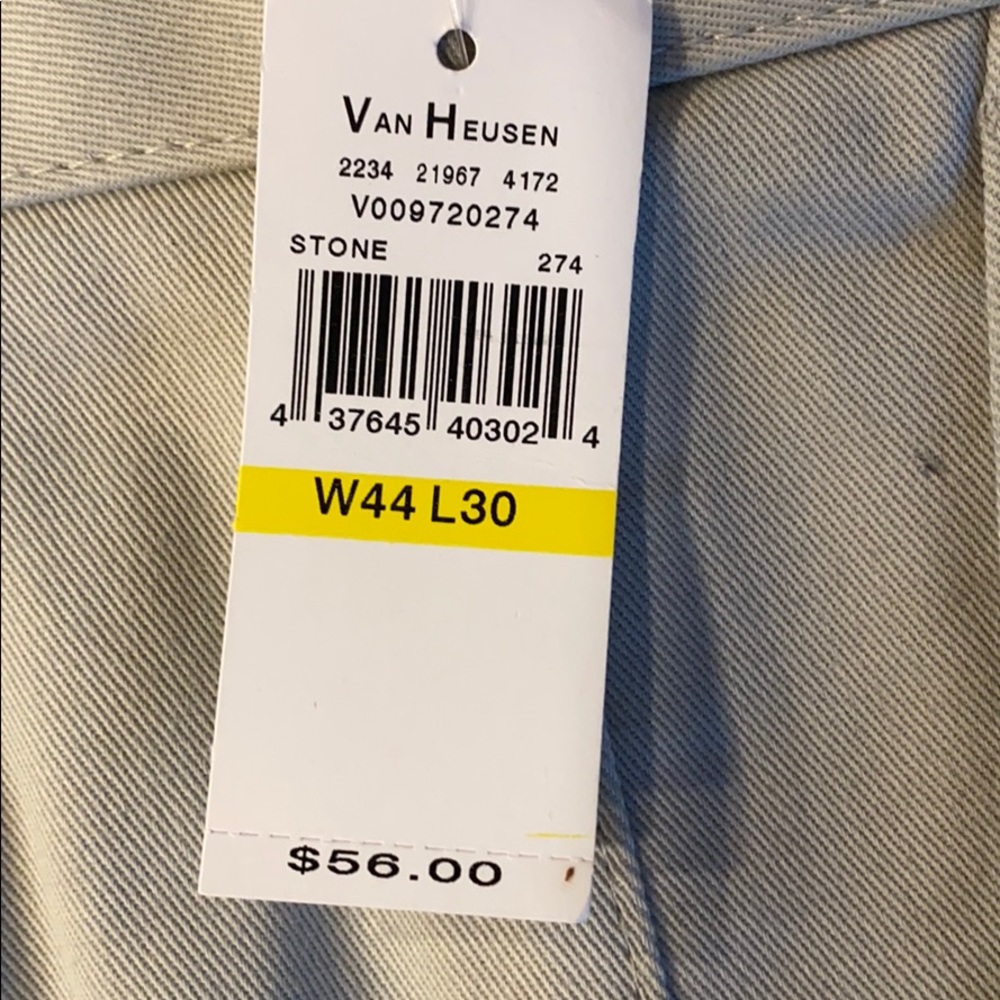 VAN HEUSEN
2234 21967 4172
V009720274
STONE 274
4 37645 40302 4
W44 L30
$56.00